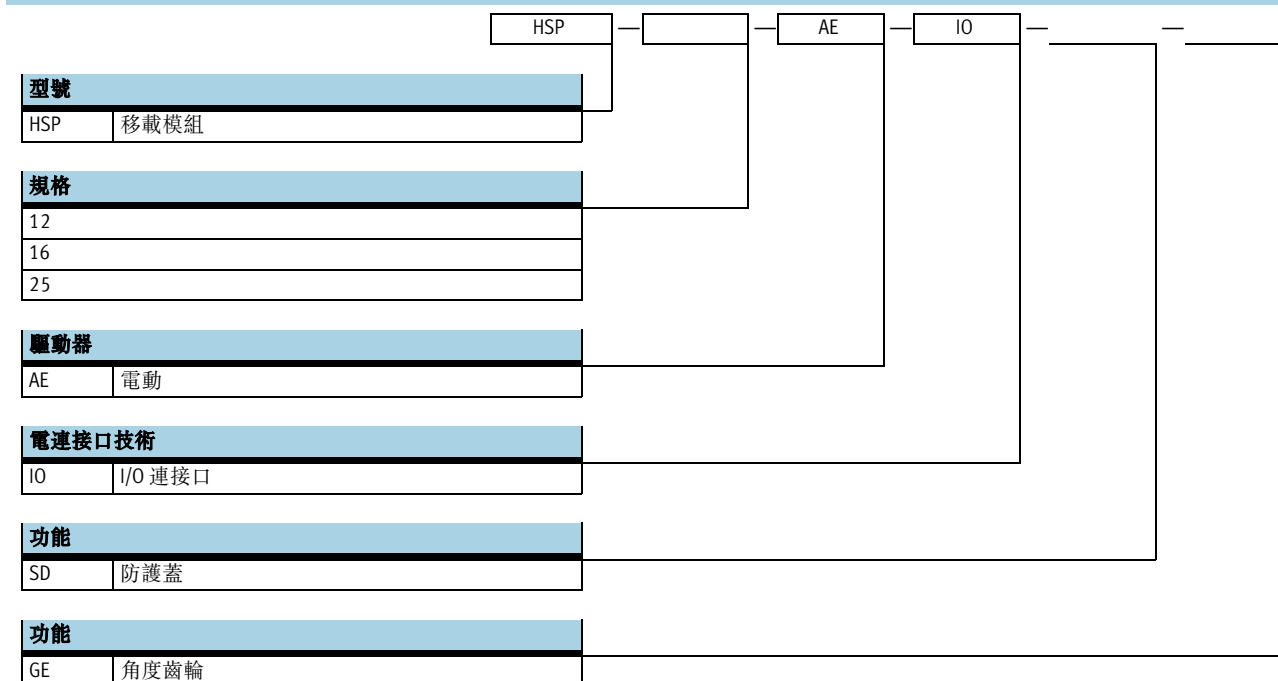 HSP — — AE — IO — —
型號
HSP 移載模組
規格
12
16
25
驅動器
AE 電動
電連接口技術
IO I/O 連接口
功能
SD 防護蓋
功能
GE 角度齒輪